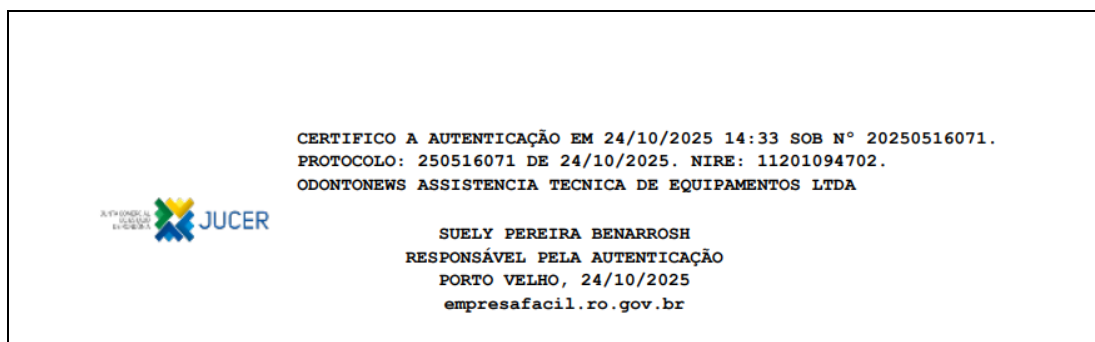 CERTIFICO A AUTENTICAÇÃO EM 24/10/2025 14:33 SOB Nº 20250516071.
PROTOCOLO: 250516071 DE 24/10/2025. NIRE: 11201094702.
ODONTONEWS ASSISTENCIA TECNICA DE EQUIPAMENTOS LTDA
JUCER
SUELY PEREIRA BENARROSH
RESPONSÁVEL PELA AUTENTICAÇÃO
PORTO VELHO, 24/10/2025
empresafacil.ro.gov.br